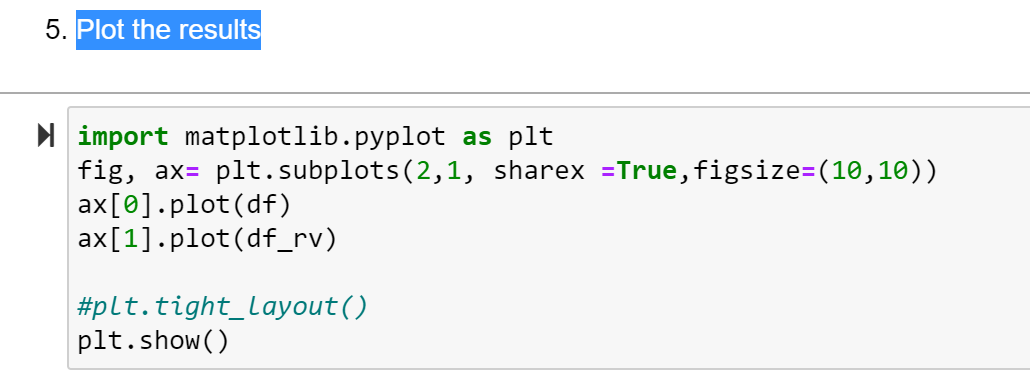 5. Plot the results
import matplotlib.pyplot as plt
fig, ax= plt.subplots(2,1, sharex =True,figsize=(10,10))
ax[0].plot(df)
ax[1].plot(df_rv)
#plt.tight_layout()
plt.show()